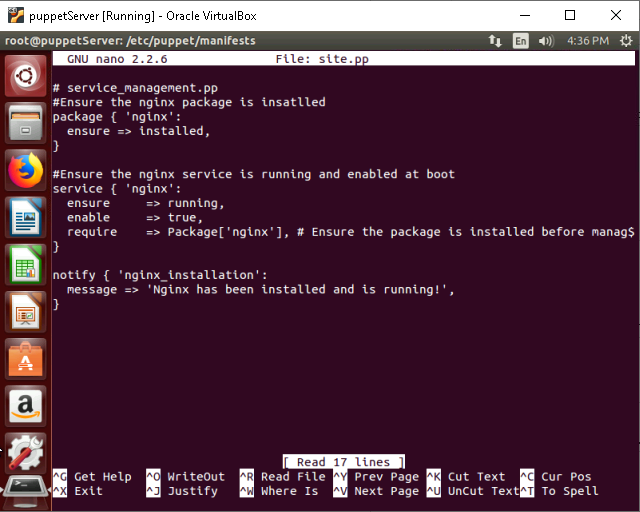 puppetServer [Running] - Oracle VirtualBox
root@puppetServer: /etc/puppet/manifests
En
4:36 PM
GNU nano 2.2.6 File: site.pp
# service_management.pp
#Ensure the nginx package is insatlled
package { 'nginx':
  ensure => installed,
}
#Ensure the nginx service is running and enabled at boot
service { 'nginx':
  ensure     => running,
  enable     => true,
  require    => Package['nginx'], # Ensure the package is installed before manag$
}
notify { 'nginx_installation':
  message => 'Nginx has been installed and is running!',
}
[ Read 17 lines ]
^G Get Help ^O WriteOut ^R Read File ^Y Prev Page ^K Cut Text ^C Cur Pos
^X Exit ^J Justify ^W Where Is ^V Next Page ^U UnCut Text ^T To Spell